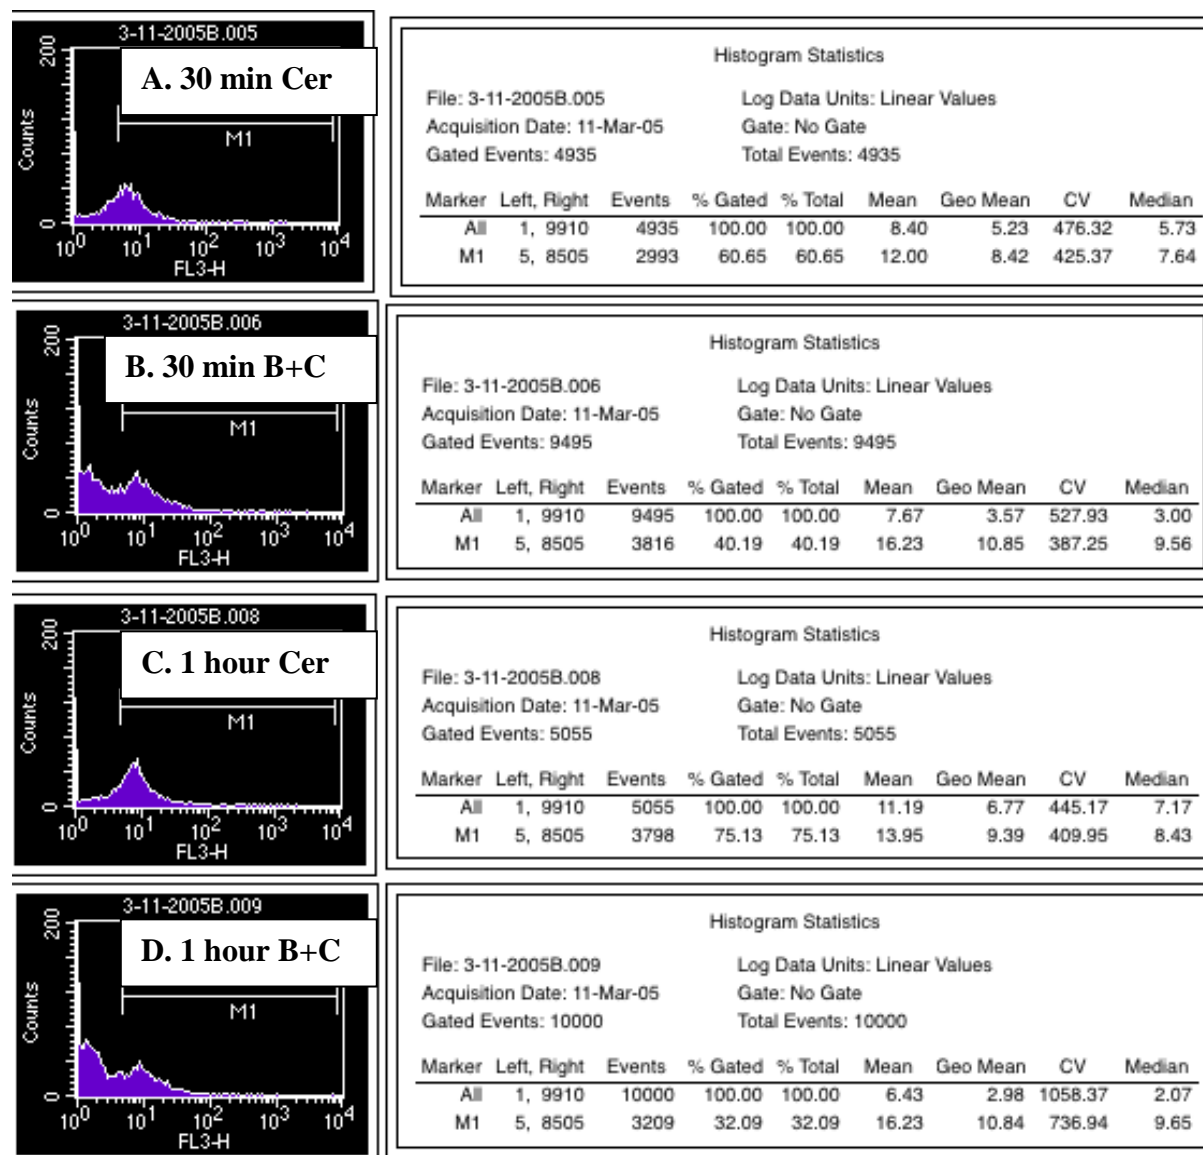 3-11-2005B.005
A. 30 min Cer
200
Counts
0
M1
10^0 10^1 10^2 10^3 10^4
FL3-H
Histogram Statistics
File: 3-11-2005B.005 Log Data Units: Linear Values
Acquisition Date: 11-Mar-05 Gate: No Gate
Gated Events: 4935 Total Events: 4935
Marker Left, Right Events % Gated % Total Mean Geo Mean CV Median
All 1, 9910 4935 100.00 100.00 8.40 5.23 476.32 5.73
M1 5, 8505 2993 60.65 60.65 12.00 8.42 425.37 7.64
3-11-2005B.006
B. 30 min B+C
200
Counts
0
M1
10^0 10^1 10^2 10^3 10^4
FL3-H
Histogram Statistics
File: 3-11-2005B.006 Log Data Units: Linear Values
Acquisition Date: 11-Mar-05 Gate: No Gate
Gated Events: 9495 Total Events: 9495
Marker Left, Right Events % Gated % Total Mean Geo Mean CV Median
All 1, 9910 9495 100.00 100.00 7.67 3.57 527.93 3.00
M1 5, 8505 3816 40.19 40.19 16.23 10.85 387.25 9.56
3-11-2005B.008
C. 1 hour Cer
200
Counts
0
M1
10^0 10^1 10^2 10^3 10^4
FL3-H
Histogram Statistics
File: 3-11-2005B.008 Log Data Units: Linear Values
Acquisition Date: 11-Mar-05 Gate: No Gate
Gated Events: 5055 Total Events: 5055
Marker Left, Right Events % Gated % Total Mean Geo Mean CV Median
All 1, 9910 5055 100.00 100.00 11.19 6.77 445.17 7.17
M1 5, 8505 3798 75.13 75.13 13.95 9.39 409.95 8.43
3-11-2005B.009
D. 1 hour B+C
200
Counts
0
M1
10^0 10^1 10^2 10^3 10^4
FL3-H
Histogram Statistics
File: 3-11-2005B.009 Log Data Units: Linear Values
Acquisition Date: 11-Mar-05 Gate: No Gate
Gated Events: 10000 Total Events: 10000
Marker Left, Right Events % Gated % Total Mean Geo Mean CV Median
All 1, 9910 10000 100.00 100.00 6.43 2.98 1058.37 2.07
M1 5, 8505 3209 32.09 32.09 16.23 10.84 736.94 9.65